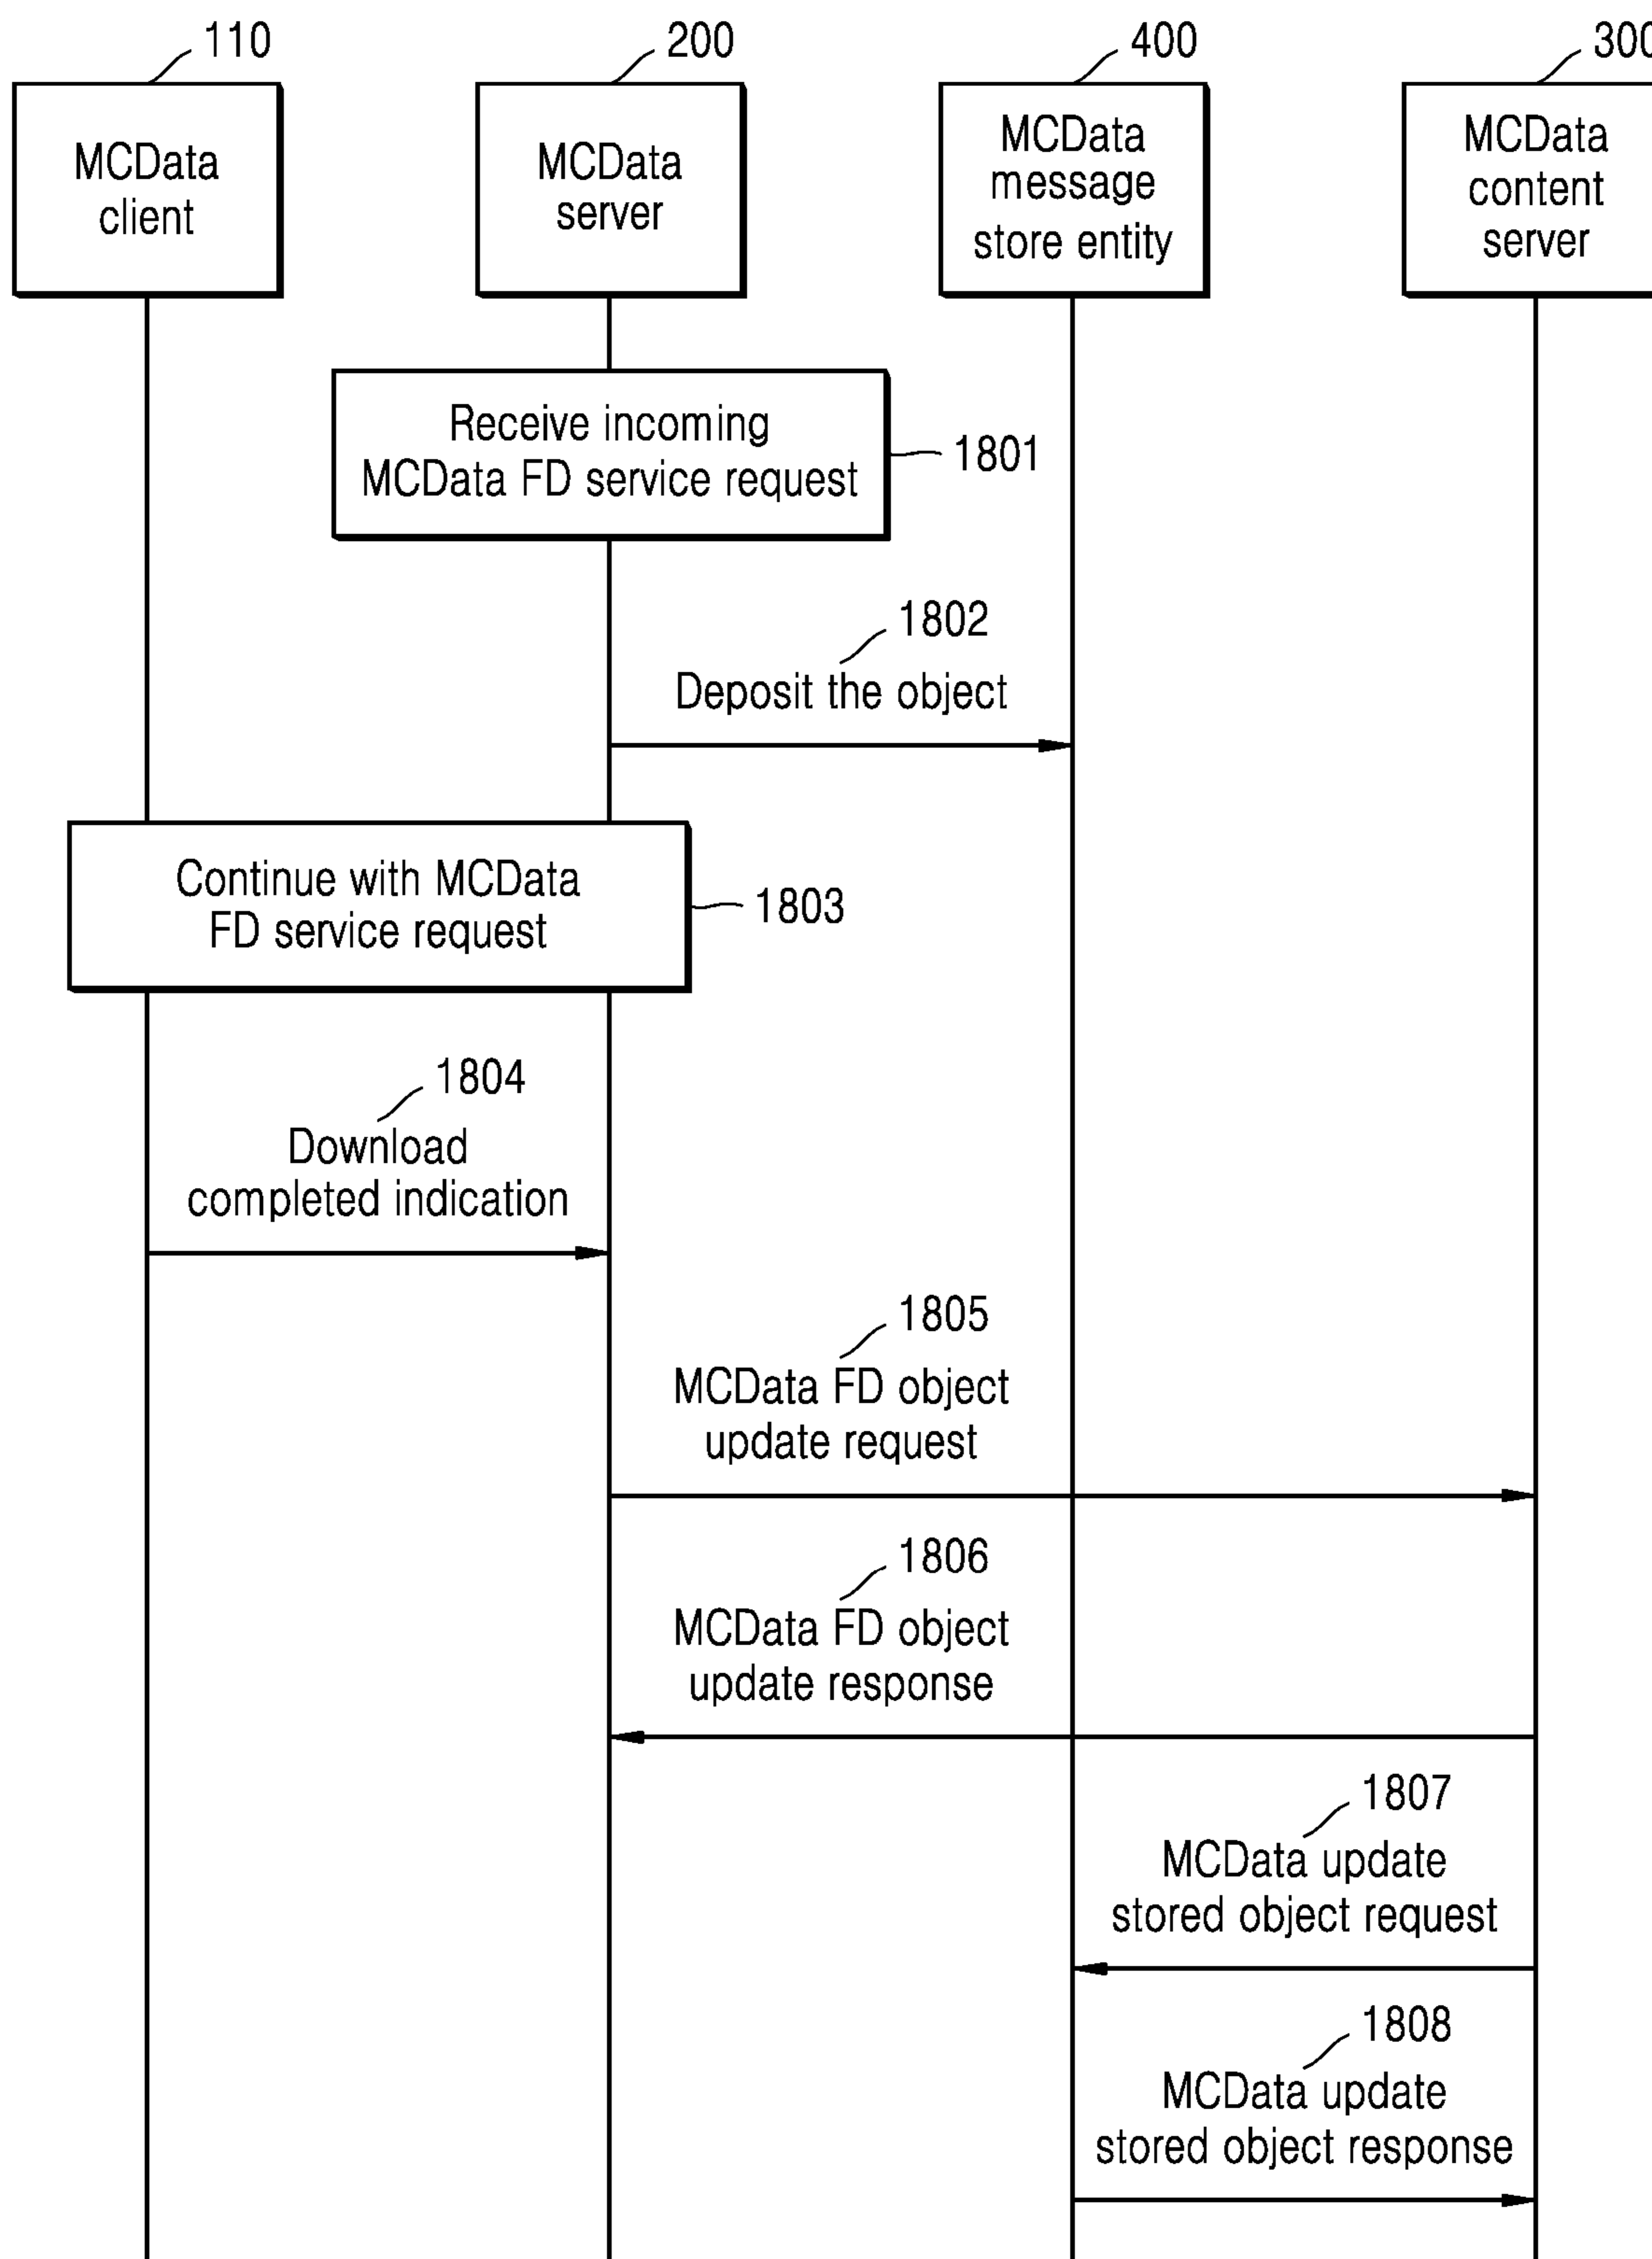 110
200
400
300
MCData
client
MCData
server
MCData
message
store entity
MCData
content
server
Receive incoming
MCData FD service request
1801
1802
Deposit the object
Continue with MCData
FD service request
1803
1804
Download
completed indication
1805
MCData FD object
update request
1806
MCData FD object
update response
1807
MCData update
stored object request
1808
MCData update
stored object response